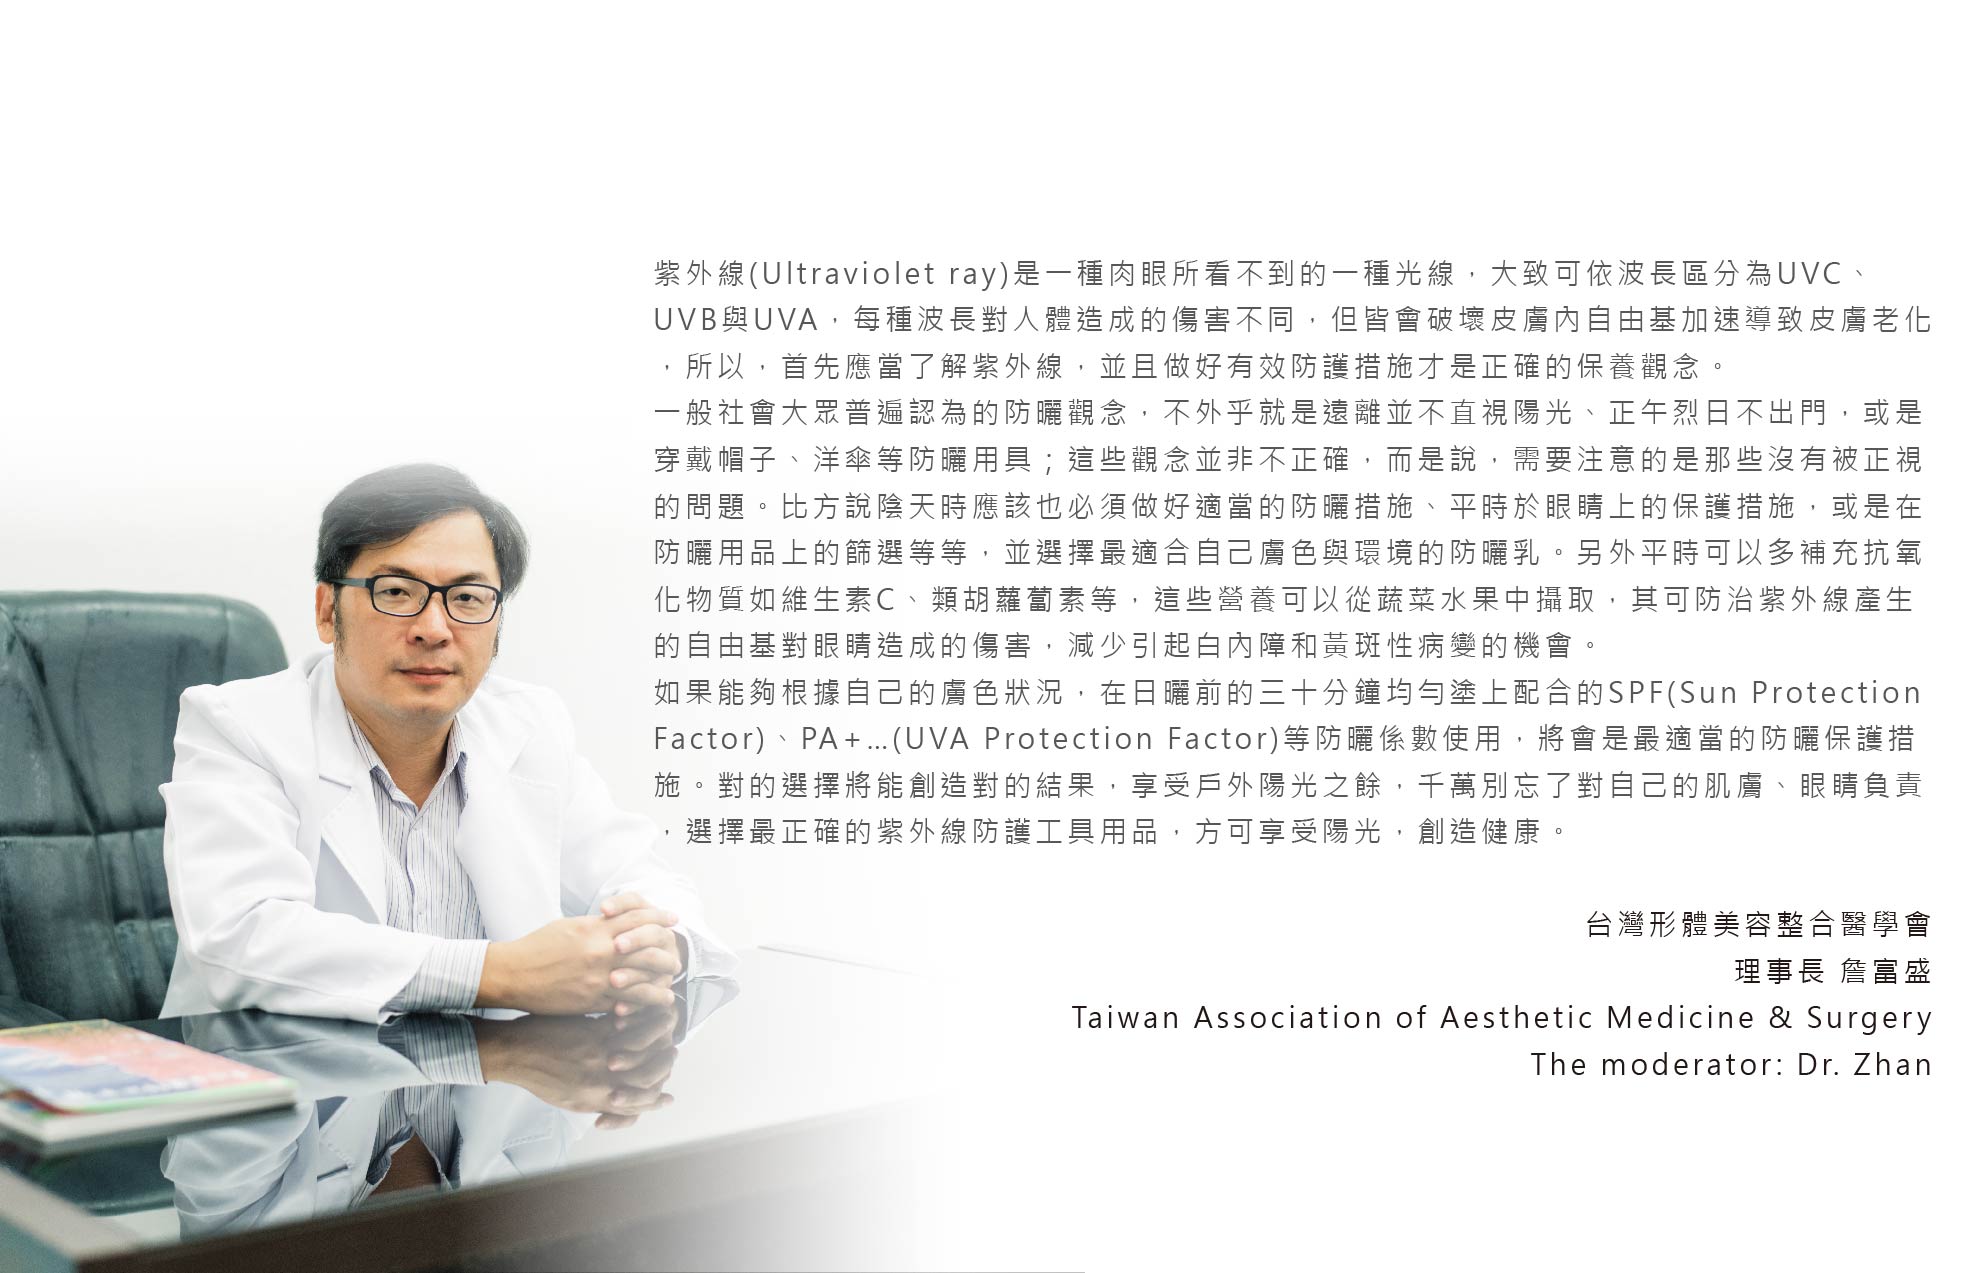 紫外線(Ultraviolet ray)是一種肉眼所看不到的一種光線，大致可依波長區分為UVC、
UVB與UVA，每種波長對人體造成的傷害不同，但皆會破壞皮膚內自由基加速導致皮膚老化
，所以，首先應當了解紫外線，並且做好有效防護措施才是正確的保養觀念。
一般社會大眾普遍認為的防曬觀念，不外乎就是遠離並不直視陽光、正午烈日不出門，或是
穿戴帽子、洋傘等防曬用具；這些觀念並非不正確，而是說，需要注意的是那些沒有被正視
的問題。比方說陰天時應該也必須做好適當的防曬措施、平時於眼睛上的保護措施，或是在
防曬用品上的篩選等等，並選擇最適合自己膚色與環境的防曬乳。另外平時可以多補充抗氧
化物質如維生素C、類胡蘿蔔素等，這些營養可以從蔬菜水果中攝取，其可防治紫外線產生
的自由基對眼睛造成的傷害，減少引起白內障和黃斑性病變的機會。
如果能夠根據自己的膚色狀況，在日曬前的三十分鐘均勻塗上配合的SPF(Sun Protection
Factor)、PA+…(UVA Protection Factor)等防曬係數使用，將會是最適當的防曬保護措
施。對的選擇將能創造對的結果，享受戶外陽光之餘，千萬別忘了對自己的肌膚、眼睛負責
，選擇最正確的紫外線防護工具用品，方可享受陽光，創造健康。
台灣形體美容整合醫學會
理事長 詹富盛
Taiwan Association of Aesthetic Medicine & Surgery
The moderator: Dr. Zhan